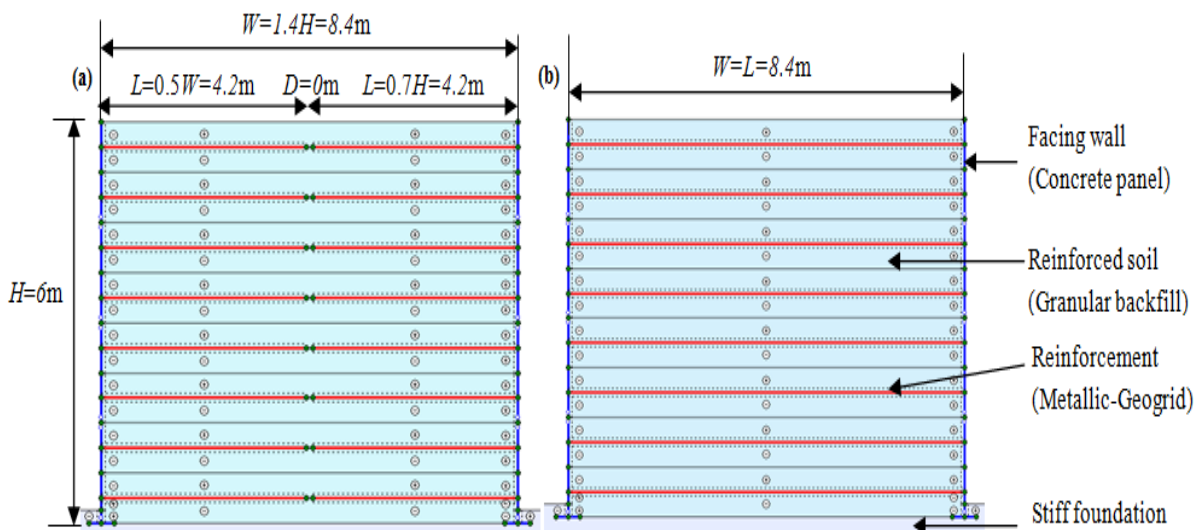 W=1.4H=8.4m
(a)
L=0.5W=4.2m
D=0m
L=0.7H=4.2m
H=6m
(b)
W=L=8.4m
Facing wall
(Concrete panel)
Reinforced soil
(Granular backfill)
Reinforcement
(Metallic-Geogrid)
Stiff foundation